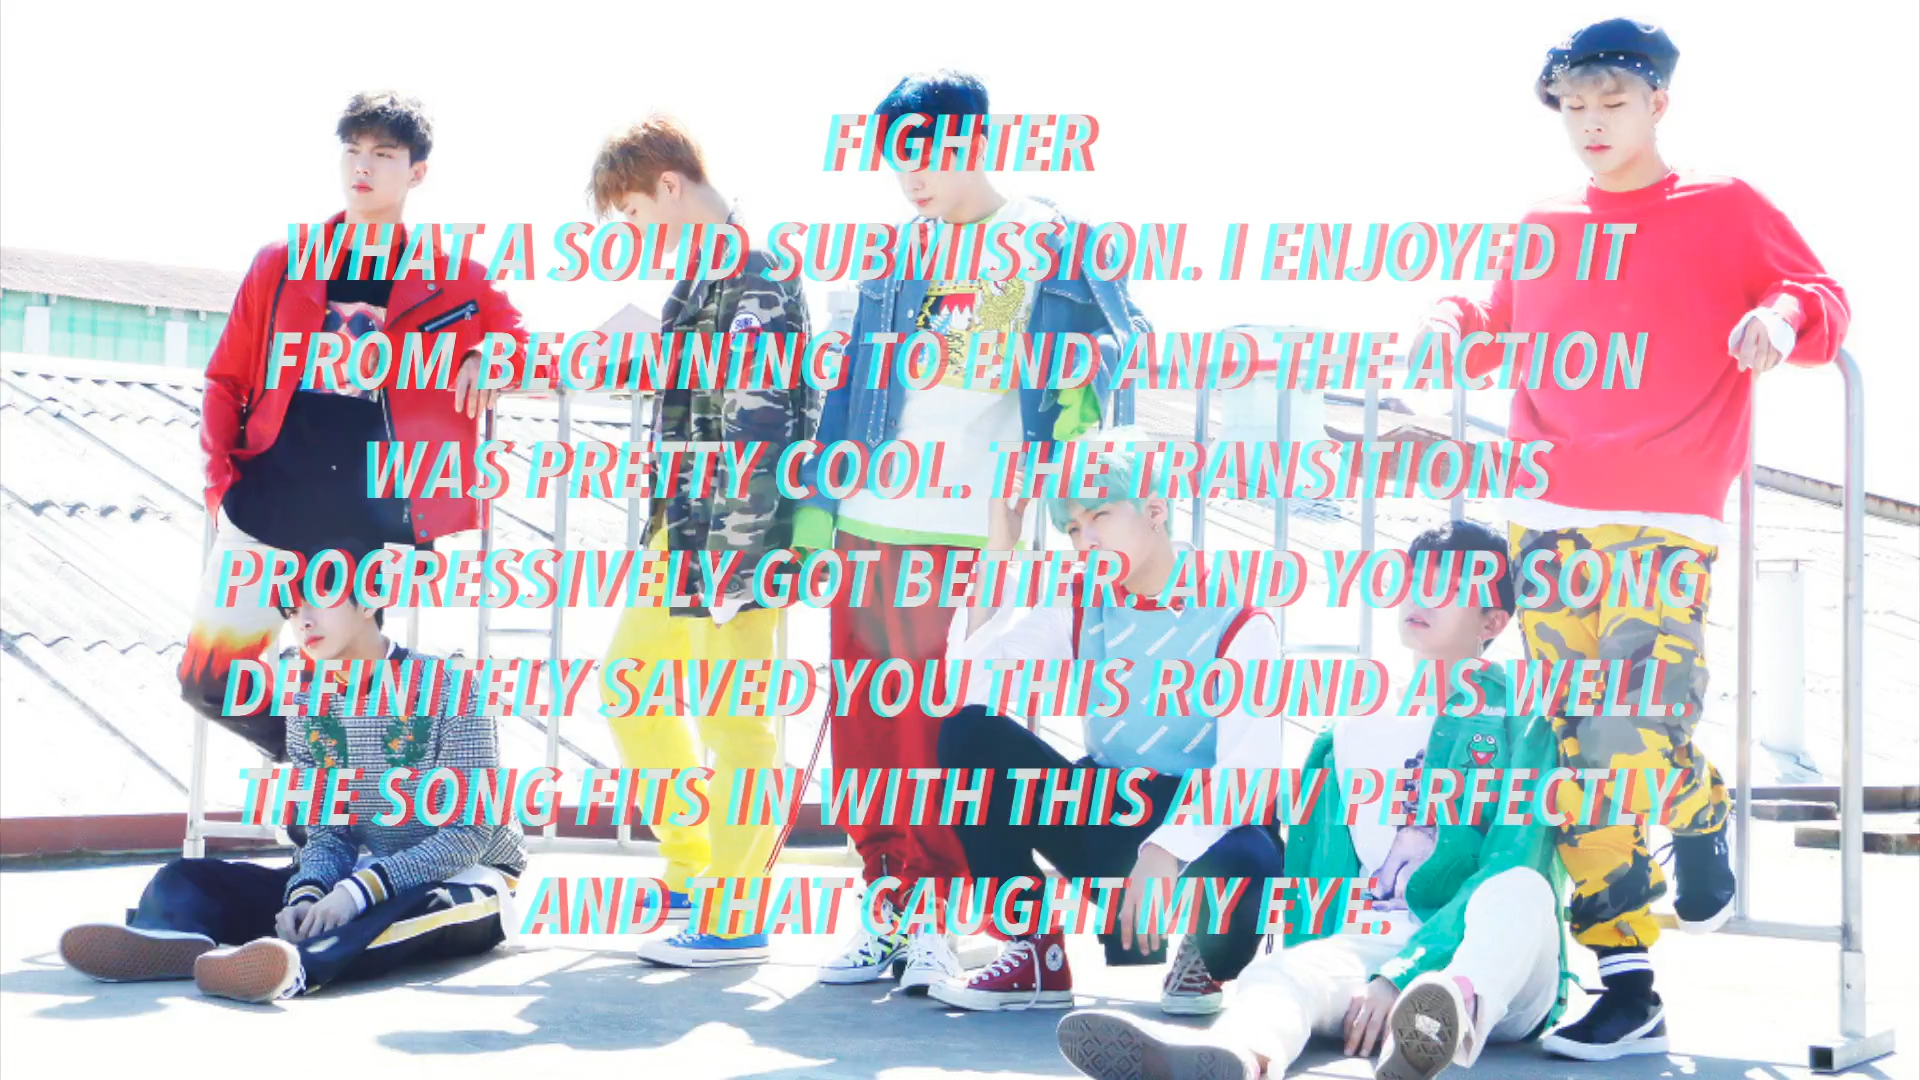 FIGHTER
WHAT A SOLID SUBMISSION. I ENJOYED IT
FROM BEGINNING TO END AND THE ACTION
WAS PRETTY COOL. THE TRANSITIONS
PROGRESSIVELY GOT BETTER. AND YOUR SONG
DEFINITELY SAVED YOU THIS ROUND AS WELL.
THE SONG FITS IN WITH THIS AMV PERFECTLY
AND THAT CAUGHT MY EYE.